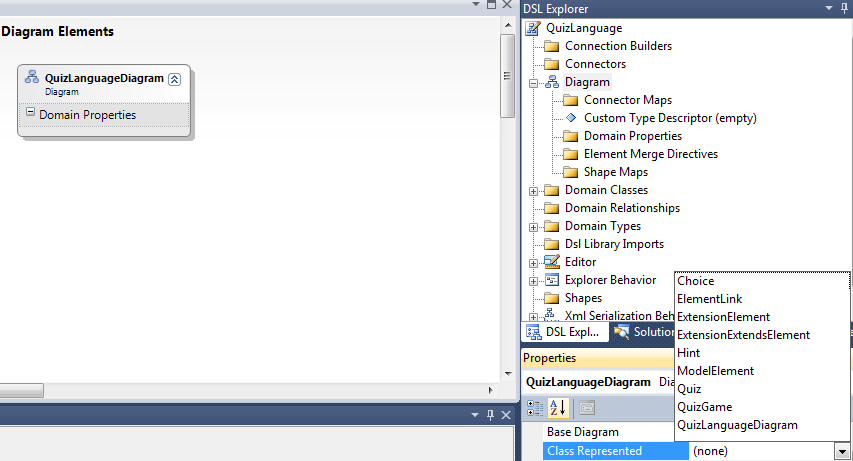 Diagram Elements
QuizLanguageDiagram
Diagram
Domain Properties
DSL Explorer
QuizLanguage
Connection Builders
Connectors
Diagram
Connector Maps
Custom Type Descriptor (empty)
Domain Properties
Element Merge Directives
Shape Maps
Domain Classes
Domain Relationships
Domain Types
Dsl Library Imports
Editor
Explorer Behavior
Shapes
Xml Serialization Beh
DSL Expl...
Solution
Choice
ElementLink
ExtensionElement
ExtensionExtendsElement
Hint
ModelElement
Quiz
QuizGame
QuizLanguageDiagram
Properties
QuizLanguageDiagram Dia
Base Diagram
Class Represented (none)